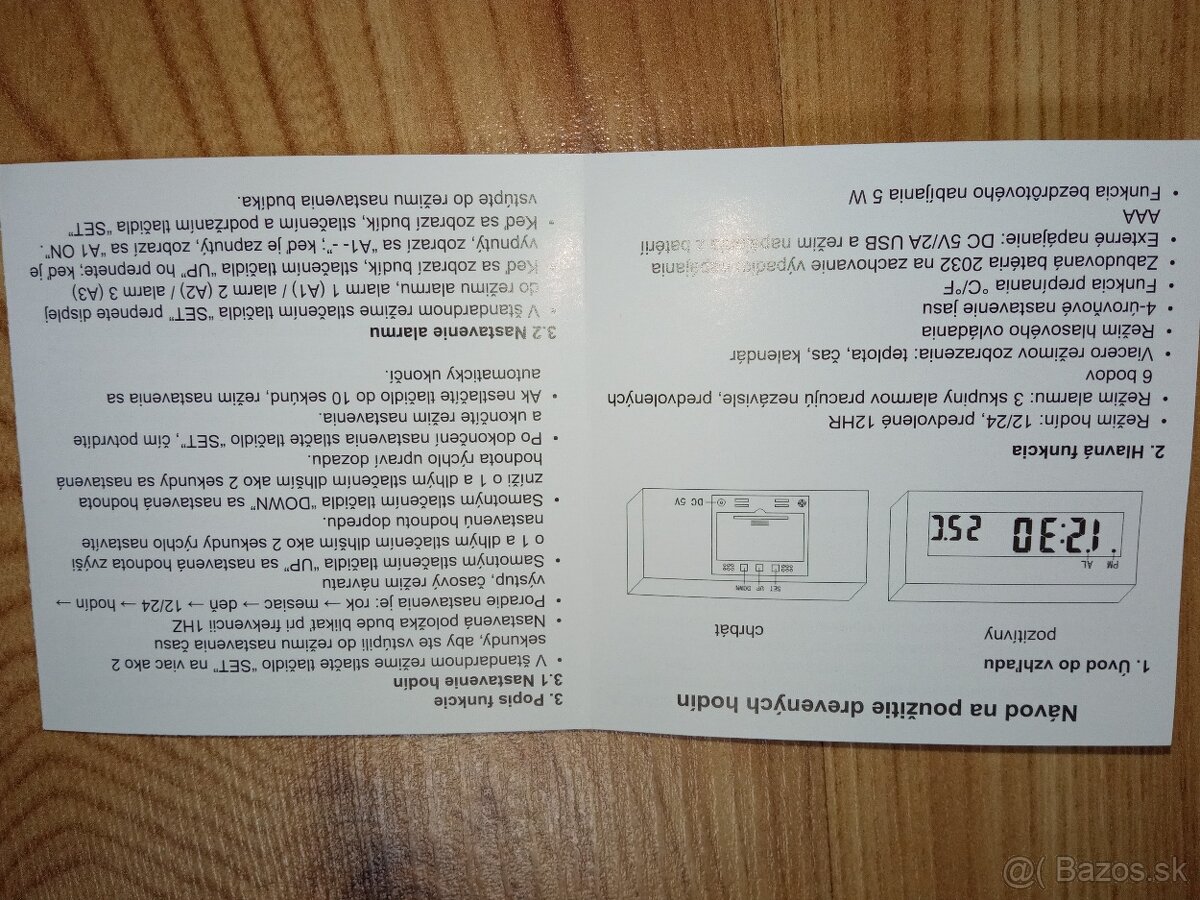 Návod na použitie drevených hodín
1. Úvod do vzhľadu
pozitívny
chrbát
PM
AL
12:30
25C
SET
UP
DOWN
DC 5V
2. Hlavná funkcia
• Režim hodín: 12/24, predvolené 12HR
• Režim alarmu: 3 skupiny alarmov pracujú nezávisle, predvolených
6 bodov
• Viacero režimov zobrazenia: teplota, čas, kalendár
• Režim hlasového ovládania
• 4-úrovňové nastavenie jasu
• Funkcia prepínania °C/°F
• Zabudovaná batéria 2032 na zachovanie výpadku napájania
• Externé napájanie: DC 5V/2A USB a režim napájania z batérií
AAA
• Funkcia bezdrôtového nabíjania 5 W
3. Popis funkcie
3.1 Nastavenie hodín
• V štandardnom režime stlačte tlačidlo "SET" na viac ako 2
sekundy, aby ste vstúpili do režimu nastavenia času
• Nastavená položka bude blikať pri frekvencii 1HZ
• Poradie nastavenia je: rok → mesiac → deň → 12/24 → hodín →
výstup, časový režim návratu
• Samotným stlačením tlačidla "UP" sa nastavená hodnota zvýši
o 1 a dlhým stlačením dlhším ako 2 sekundy rýchlo nastavíte
nastavenú hodnotu dopredu.
• Samotným stlačením tlačidla "DOWN" sa nastavená hodnota
zníži o 1 a dlhým stlačením dlhším ako 2 sekundy sa nastavená
hodnota rýchlo upraví dozadu.
• Po dokončení nastavenia stlačte tlačidlo "SET", čím potvrdíte
a ukončíte režim nastavenia.
• Ak nestlačíte tlačidlo do 10 sekúnd, režim nastavenia sa
automaticky ukončí.
3.2 Nastavenie alarmu
• V štandardnom režime stlačením tlačidla "SET" prepnete displej
do režimu alarmu, alarm 1 (A1) / alarm 2 (A2) / alarm 3 (A3)
• Keď sa zobrazí budík, stlačením tlačidla "UP" ho prepnete; keď je
vypnutý, zobrazí sa "A1- -"; keď je zapnutý, zobrazí sa "A1 ON".
• Keď sa zobrazí budík, stlačením a podržaním tlačidla "SET"
vstúpte do režimu nastavenia budíka.
@( Bazos.sk